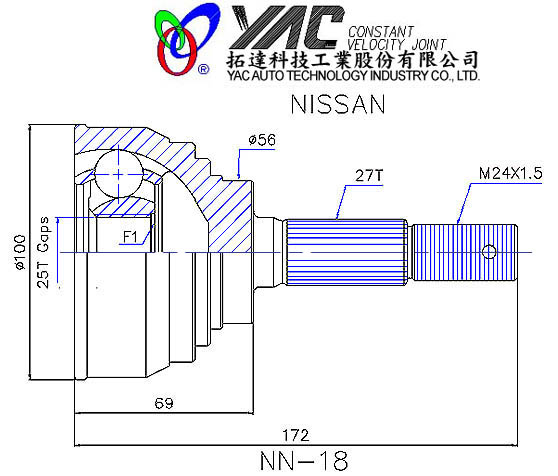 YAC CONSTANT
VELOCITY JOINT
拓達科技工業股份有限公司
® YAC AUTO TECHNOLOGY INDUSTRY CO., LTD.
NISSAN
ø56
27T
M24X1.5
ø100
25T Gaps
F1
69
172
NN-18